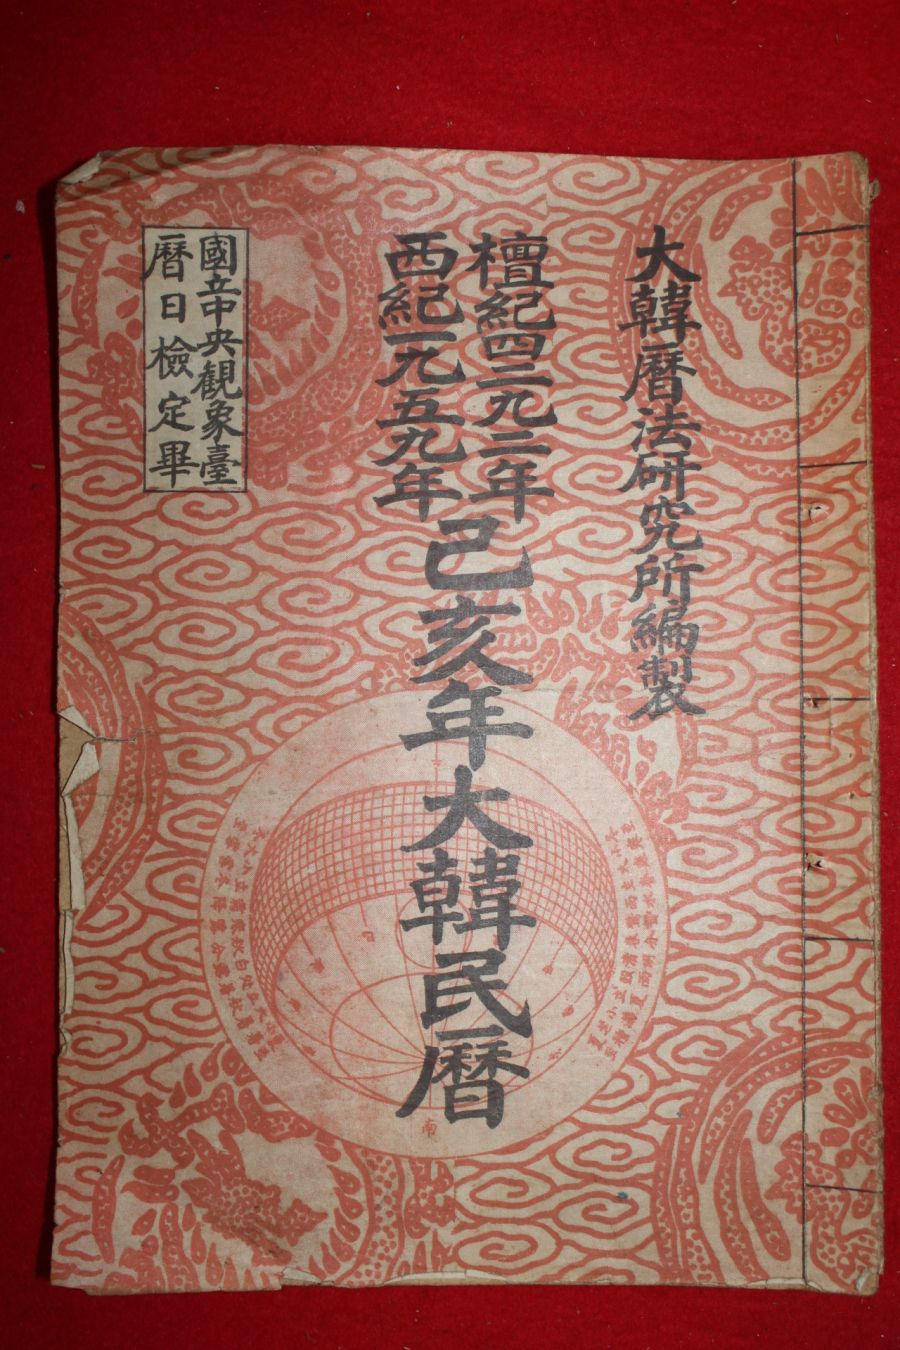 大韓曆法硏究所編製
檀紀四二九二年
西紀一九五九年
己亥年大韓民曆
國立中央觀象臺
曆日檢定畢
南